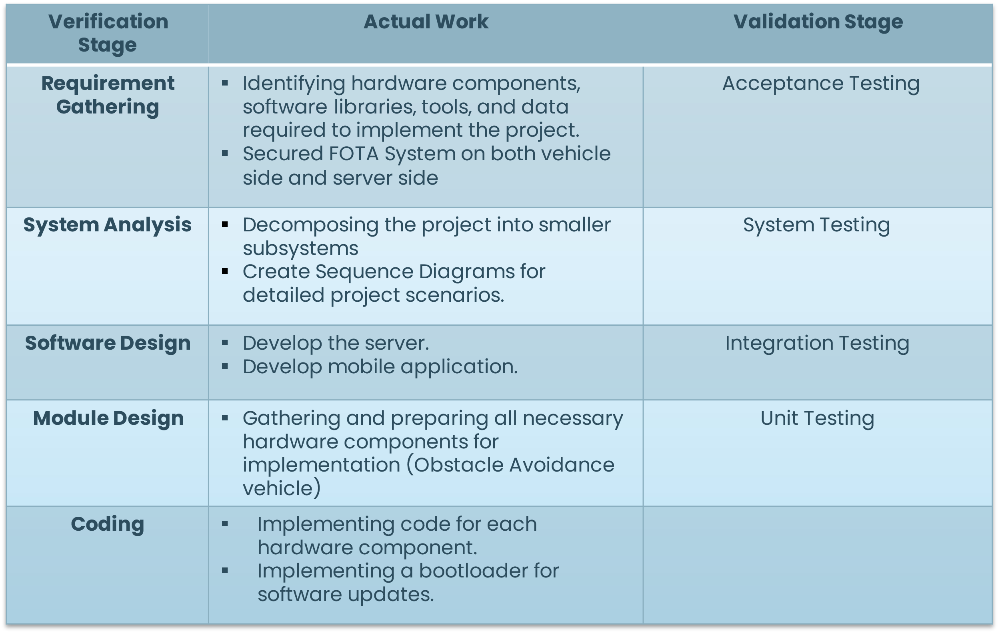 Verification
Stage
Actual Work
Validation Stage
Requirement
Gathering
▪ Identifying hardware components,
software libraries, tools, and data
required to implement the project.
▪ Secured FOTA System on both vehicle
side and server side
Acceptance Testing
System Analysis
▪ Decomposing the project into smaller
subsystems
▪ Create Sequence Diagrams for
detailed project scenarios.
System Testing
Software Design
▪ Develop the server.
▪ Develop mobile application.
Integration Testing
Module Design
▪ Gathering and preparing all necessary
hardware components for
implementation (Obstacle Avoidance
vehicle)
Unit Testing
Coding
▪ Implementing code for each
hardware component.
▪ Implementing a bootloader for
software updates.